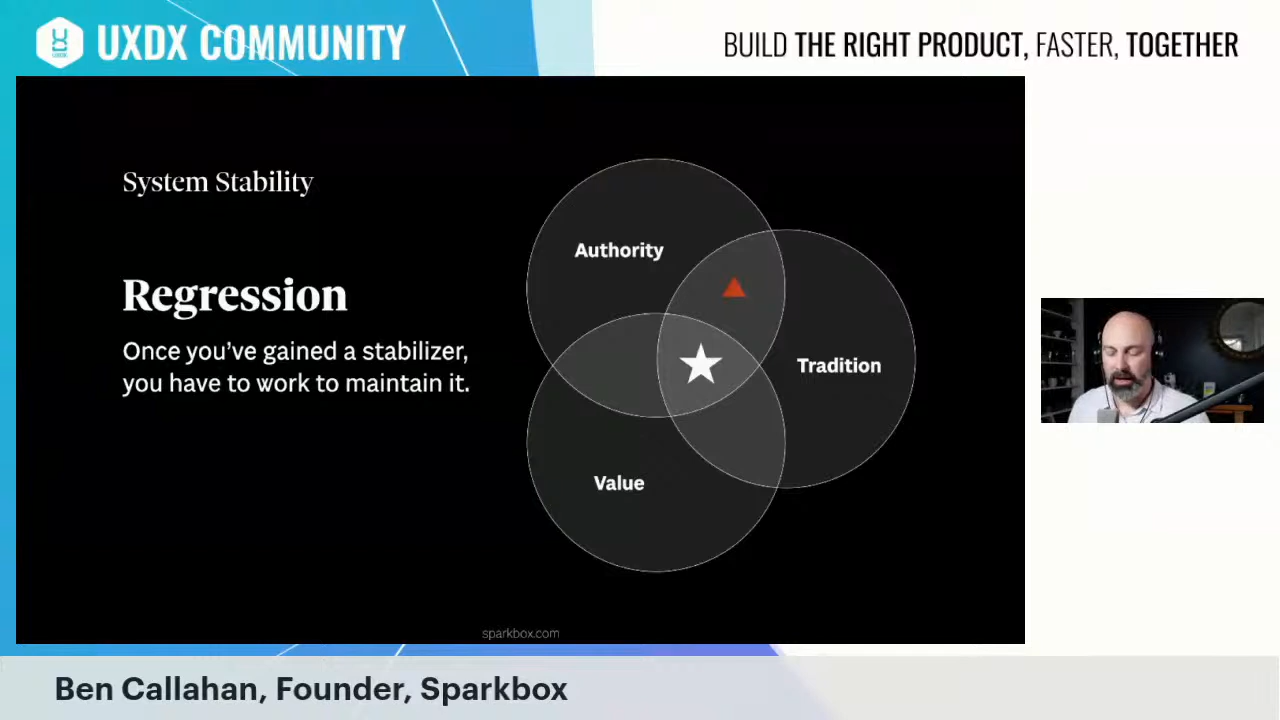 UXDX COMMUNITY
BUILD THE RIGHT PRODUCT, FASTER, TOGETHER
System Stability
Regression
Once you’ve gained a stabilizer,
you have to work to maintain it.
Authority
Tradition
Value
sparkbox.com
Ben Callahan, Founder, Sparkbox